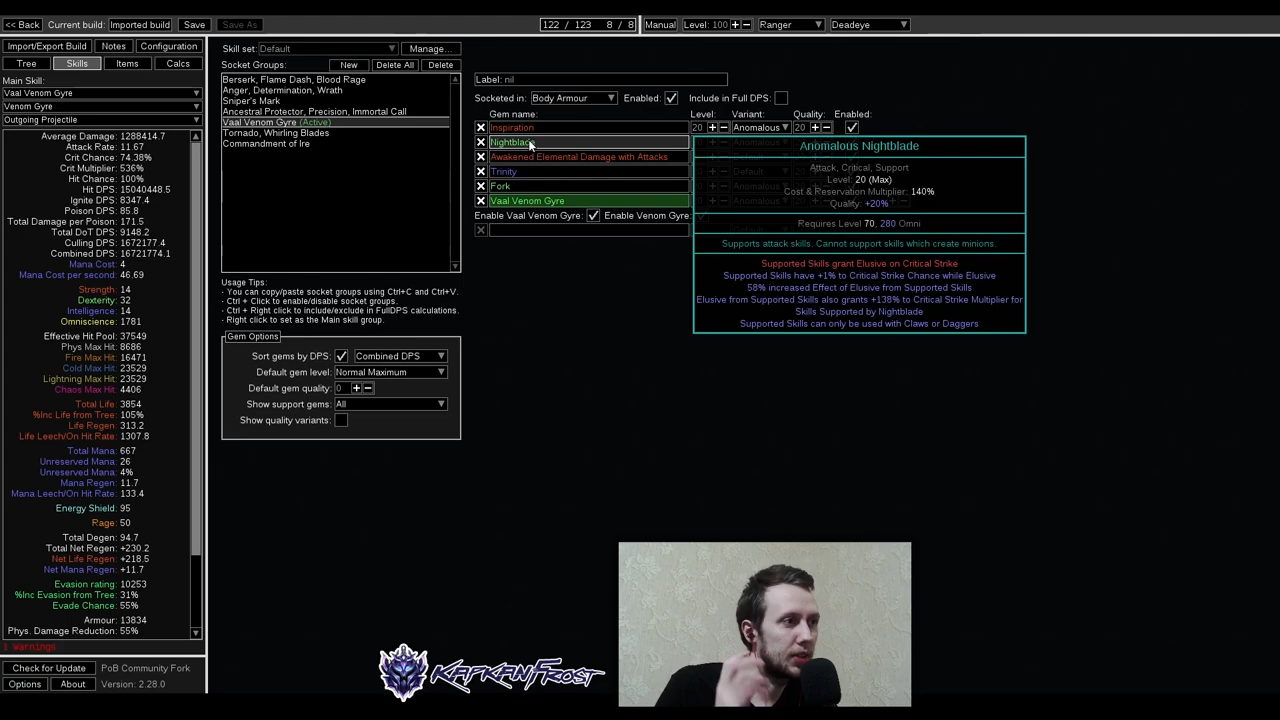 << Back
Current build: Imported build
Save
Save As
122 / 123 8 / 8
Manual
Level: 100 + -
Ranger
Deadeye
Import/Export Build
Notes
Configuration
Tree
Skills
Items
Calcs
Main Skill:
Vaal Venom Gyre
Venom Gyre
Outgoing Projectile
Average Damage: 1288414.7
Attack Rate: 11.67
Crit Chance: 74.38%
Crit Multiplier: 536%
Hit Chance: 100%
Hit DPS: 15040448.5
Ignite DPS: 8347.4
Poison DPS: 85.8
Total Damage per Poison: 171.5
Total DoT DPS: 9148.2
Culling DPS: 1672177.4
Combined DPS: 16721774.1
Mana Cost: 4
Mana Cost per second: 46.69
Strength: 14
Dexterity: 32
Intelligence: 14
Omniscience: 1781
Effective Hit Pool: 37549
Phys Max Hit: 8686
Fire Max Hit: 16471
Cold Max Hit: 23529
Lightning Max Hit: 23529
Chaos Max Hit: 4406
Total Life: 3854
%Inc Life from Tree: 105%
Life Regen: 313.2
Life Leech/On Hit Rate: 1307.8
Total Mana: 667
Unreserved Mana: 26
Unreserved Mana: 4%
Mana Regen: 11.7
Mana Leech/On Hit Rate: 133.4
Energy Shield: 95
Rage: 50
Total Degen: 94.7
Total Net Regen: +230.2
Net Life Regen: +218.5
Net Mana Regen: +11.7
Evasion rating: 10253
%Inc Evasion from Tree: 31%
Evade Chance: 55%
Armour: 13834
Phys. Damage Reduction: 55%
1 Warnings
Check for Update
PoB Community Fork
Options
About
Version: 2.28.0
Skill set: Default
Manage...
Socket Groups:
New
Delete All
Delete
Berserk, Flame Dash, Blood Rage
Anger, Determination, Wrath
Sniper's Mark
Ancestral Protector, Precision, Immortal Call
Vaal Venom Gyre (Active)
Tornado, Whirling Blades
Commandment of Ire
Usage Tips:
- You can copy/paste socket groups using Ctrl+C and Ctrl+V.
- Ctrl + Click to enable/disable socket groups.
- Ctrl + Right click to include/exclude in FullDPS calculations.
- Right click to set as the Main skill group.
Gem Options
Sort gems by DPS: Combined DPS
Default gem level: Normal Maximum
Default gem quality: 0 + -
Show support gems: All
Show quality variants:
Label: nil
Socketed in: Body Armour
Enabled:
Include in Full DPS:
Gem name:
Level:
Variant:
Quality:
Enabled:
Inspiration 20 + - Anomalous 20 + -
Nightblade
Awakened Elemental Damage with Attacks
Trinity
Fork
Vaal Venom Gyre
Enable Vaal Venom Gyre: Enable Venom Gyre:
Anomalous Nightblade
Attack, Critical, Support
Level: 20 (Max)
Cost & Reservation Multiplier: 140%
Quality: +20%
Requires Level 70, 280 Omni
Supports attack skills. Cannot support skills which create minions.
Supported Skills grant Elusive on Critical Strike
Supported Skills have +1% to Critical Strike Chance while Elusive
58% increased Effect of Elusive from Supported Skills
Elusive from Supported Skills also grants +138% to Critical Strike Multiplier for
Skills Supported by Nightblade
Supported Skills can only be used with Claws or Daggers
KAPKANFROST